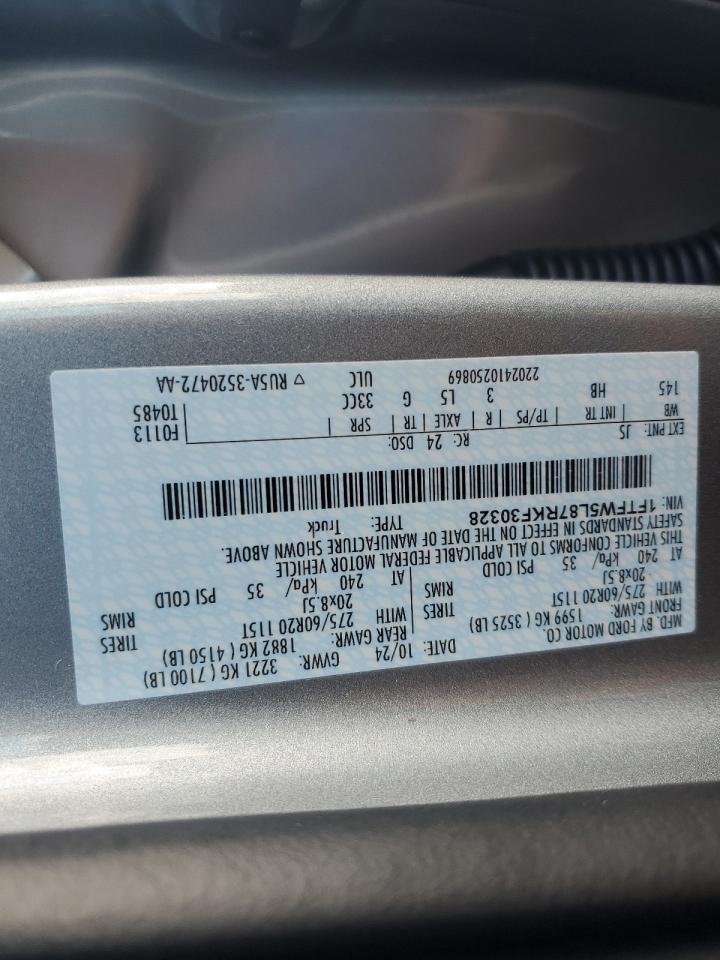 MFD. BY FORD MOTOR CO.
DATE: 10/24 GVWR: 3221 KG ( 7100 LB)
FRONT GAWR: 1599 KG ( 3525 LB) REAR GAWR: 1882 KG ( 4150 LB)
WITH 275/60R20 115T TIRES WITH 275/60R20 115T TIRES
20x8.5J RIMS 20x8.5J RIMS
AT 240 kPa/ 35 PSI COLD AT 240 kPa/ 35 PSI COLD
THIS VEHICLE CONFORMS TO ALL APPLICABLE FEDERAL MOTOR VEHICLE
SAFETY STANDARDS IN EFFECT ON THE DATE OF MANUFACTURE SHOWN ABOVE.
VIN: 1FTFW5L87RKF30328 TYPE: Truck
EXT PNT: JS RC: 24 DSO: F0113
WB | INT TR | TP/PS | R | AXLE | TR | SPR | T0485
145 HB 3 L5 G 33CC
2202410250869 ULC ▽ RU5A-3520472-AA